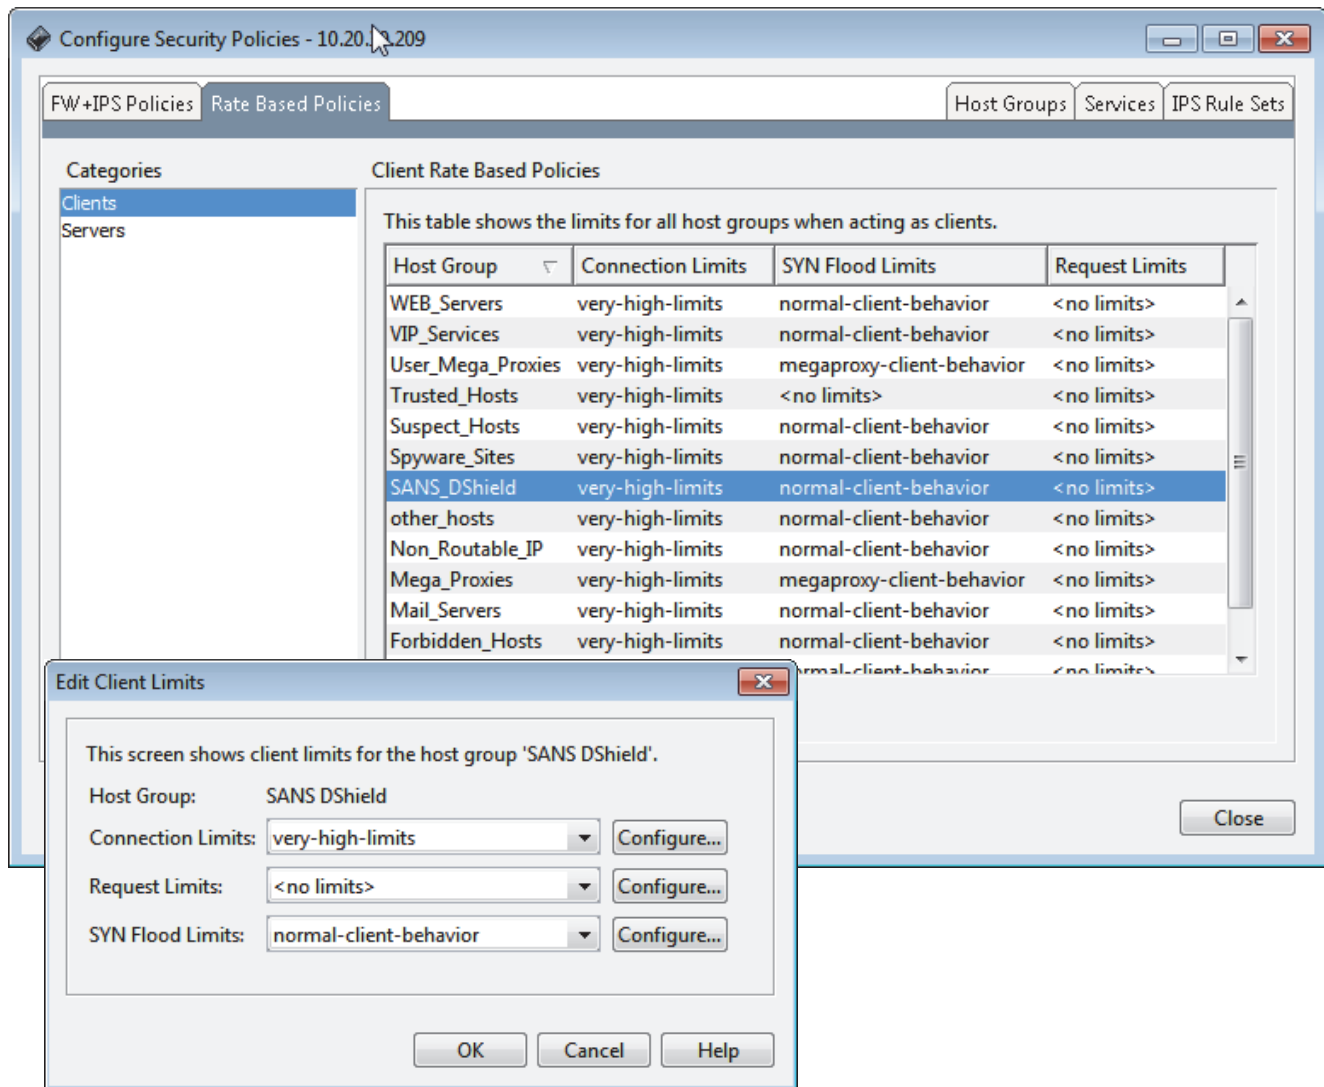 Configure Security Policies - 10.20. .209
FW+IPS Policies Rate Based Policies Host Groups Services IPS Rule Sets
Categories
Clients
Servers
Client Rate Based Policies
This table shows the limits for all host groups when acting as clients.
Host Group Connection Limits SYN Flood Limits Request Limits
WEB_Servers very-high-limits normal-client-behavior <no limits>
VIP_Services very-high-limits normal-client-behavior <no limits>
User_Mega_Proxies very-high-limits megaproxy-client-behavior <no limits>
Trusted_Hosts very-high-limits <no limits> <no limits>
Suspect_Hosts very-high-limits normal-client-behavior <no limits>
Spyware_Sites very-high-limits normal-client-behavior <no limits>
SANS_DShield very-high-limits normal-client-behavior <no limits>
other_hosts very-high-limits normal-client-behavior <no limits>
Non_Routable_IP very-high-limits normal-client-behavior <no limits>
Mega_Proxies very-high-limits megaproxy-client-behavior <no limits>
Mail_Servers very-high-limits normal-client-behavior <no limits>
Forbidden_Hosts very-high-limits normal-client-behavior <no limits>
normal-client-behavior <no limits>
Close
Edit Client Limits
This screen shows client limits for the host group 'SANS DShield'.
Host Group: SANS DShield
Connection Limits: very-high-limits Configure...
Request Limits: <no limits> Configure...
SYN Flood Limits: normal-client-behavior Configure...
OK Cancel Help